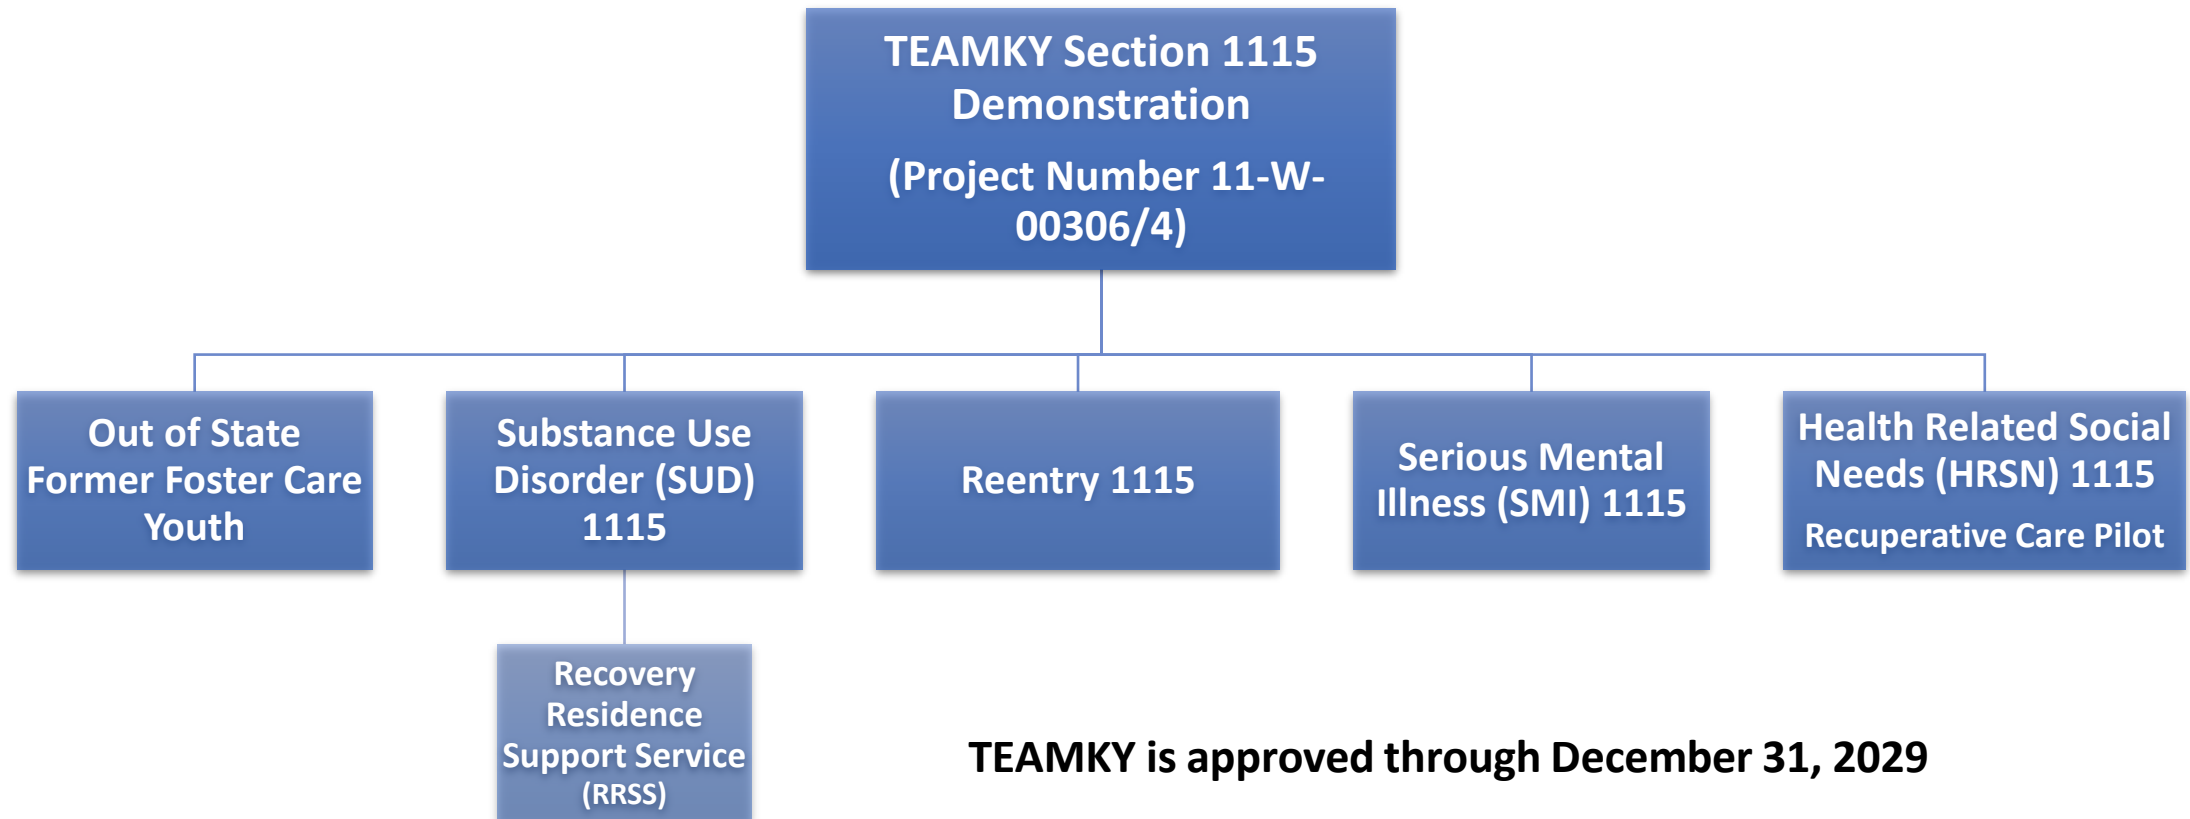 TEAMKY Section 1115
Demonstration
(Project Number 11-W-
00306/4)
Out of State
Former Foster Care
Youth
Substance Use
Disorder (SUD)
1115
Reentry 1115
Serious Mental
Illness (SMI) 1115
Health Related Social
Needs (HRSN) 1115
Recuperative Care Pilot
Recovery
Residence
Support Service
(RRSS)
TEAMKY is approved through December 31, 2029